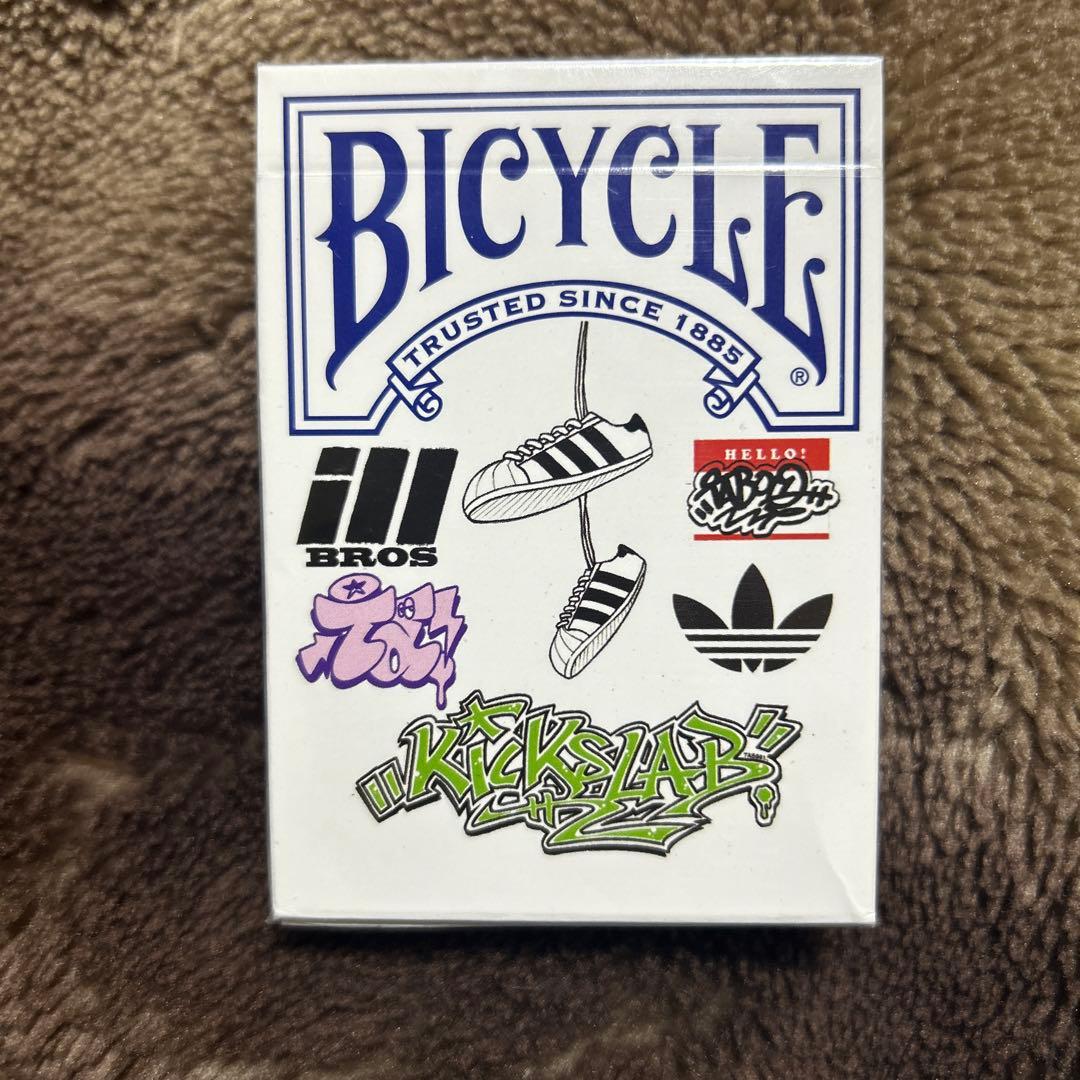 BICYCLE
TRUSTED SINCE 1885
®
ill
BROS
HELLO!
KICKSLAB